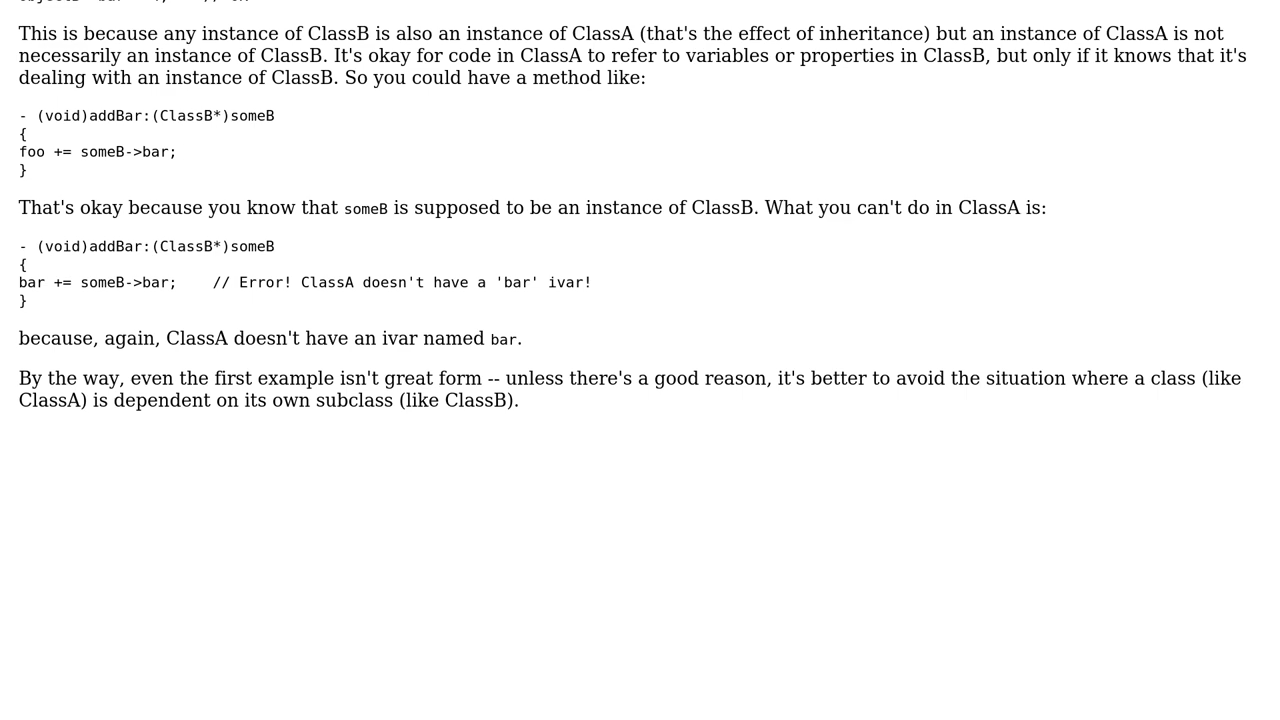 This is because any instance of ClassB is also an instance of ClassA (that's the effect of inheritance) but an instance of ClassA is not
necessarily an instance of ClassB. It's okay for code in ClassA to refer to variables or properties in ClassB, but only if it knows that it's
dealing with an instance of ClassB. So you could have a method like:
- (void)addBar:(ClassB*)someB
{
foo += someB->bar;
}
That's okay because you know that someB is supposed to be an instance of ClassB. What you can't do in ClassA is:
- (void)addBar:(ClassB*)someB
{
bar += someB->bar;    // Error! ClassA doesn't have a 'bar' ivar!
}
because, again, ClassA doesn't have an ivar named bar.
By the way, even the first example isn't great form -- unless there's a good reason, it's better to avoid the situation where a class (like
ClassA) is dependent on its own subclass (like ClassB).